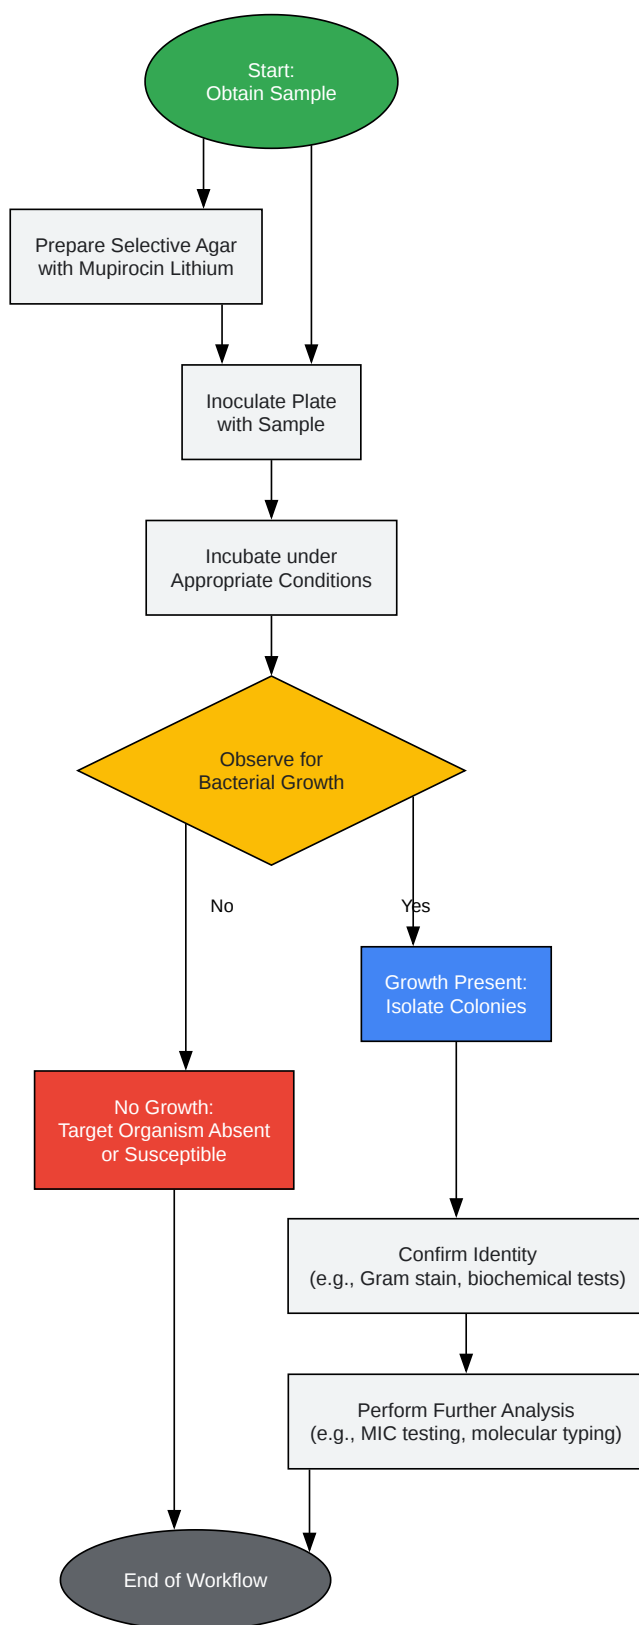 Start:
Obtain Sample
Prepare Selective Agar
with Mupirocin Lithium
Inoculate Plate
with Sample
Incubate under
Appropriate Conditions
Observe for
Bacterial Growth
No
Yes
Growth Present:
Isolate Colonies
No Growth:
Target Organism Absent
or Susceptible
Confirm Identity
(e.g., Gram stain, biochemical tests)
Perform Further Analysis
(e.g., MIC testing, molecular typing)
End of Workflow